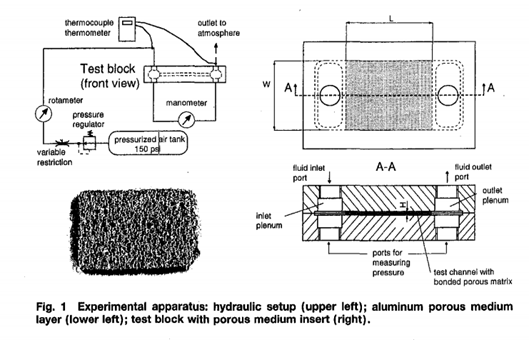 thermocouple
thermometer
outlet to
atmosphere
Test block
(front view)
rotameter
manometer
pressure
regulator
pressurized air tank
150 psi
variable
restriction
L
W
A
A
A-A
fluid inlet
port
fluid outlet
port
H
inlet
plenum
outlet
plenum
ports for
measuring
pressure
test channel with
bonded porous matrix
Fig. 1 Experimental apparatus: hydraulic setup (upper left); aluminum porous medium
layer (lower left); test block with porous medium insert (right).